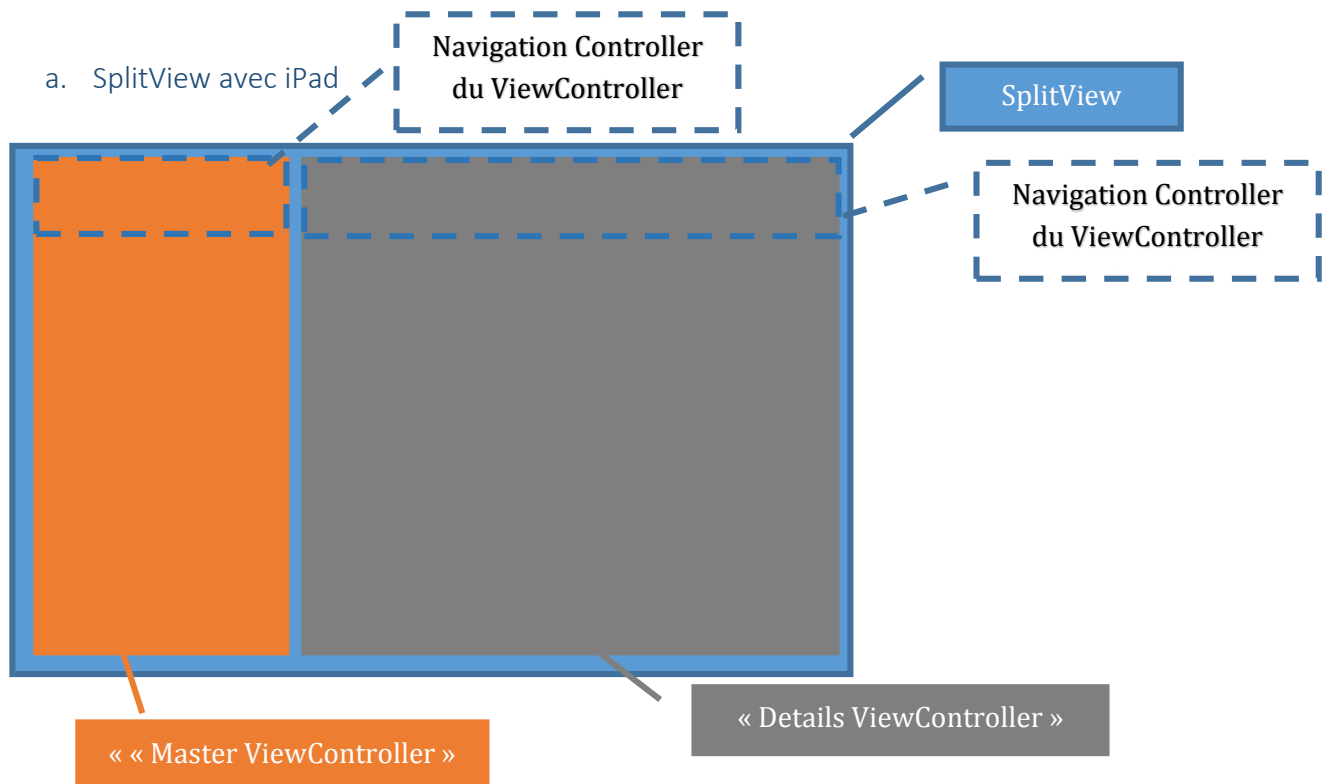 Navigation Controller
du ViewController
a. SplitView avec iPad
SplitView
Navigation Controller
du ViewController
« Details ViewController »
« « Master ViewController »